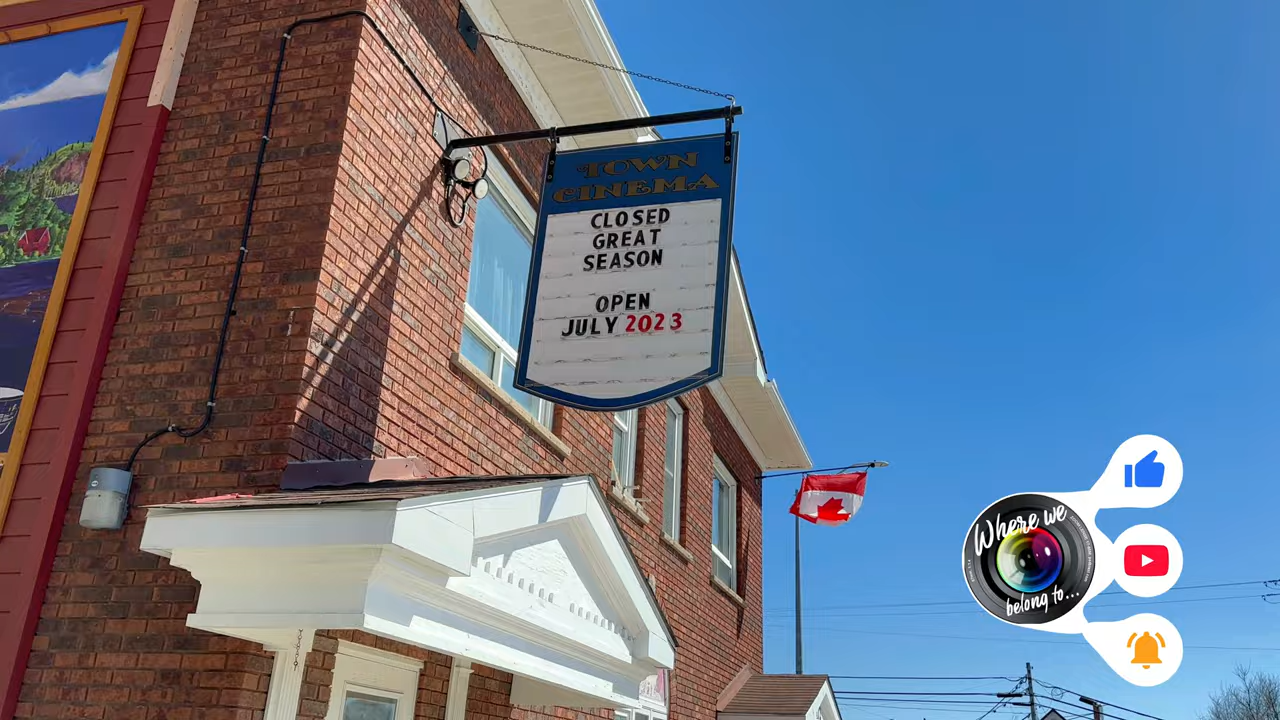 TOWN
CINEMA
CLOSED
GREAT
SEASON
OPEN
JULY 2023
Where we
belong to...